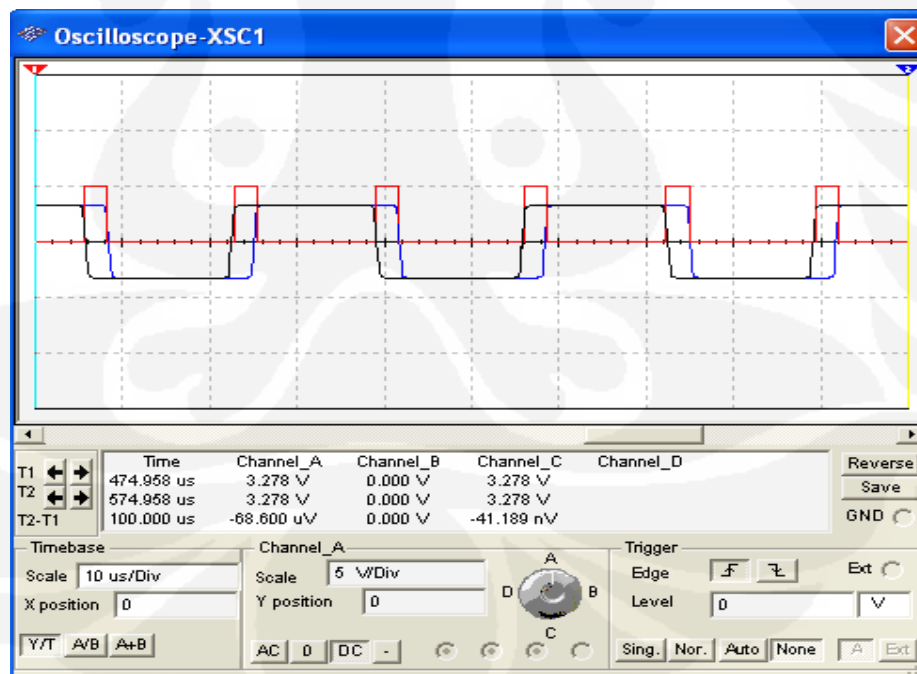 Oscilloscope-XSC1
1 2
Time Channel_A Channel_B Channel_C Channel_D
T1 474.958 us 3.278 V 0.000 V 3.278 V
T2 574.958 us 3.278 V 0.000 V 3.278 V
T2-T1 100.000 us -68.600 uV 0.000 V -41.189 nV
Reverse
Save
GND
Timebase
Scale 10 us/Div
X position 0
Y/T A/B A+B
Channel_A
Scale 5 V/Div
Y position 0
AC 0 DC -
A
D B
C
Trigger
Edge Ext
Level 0 V
Sing. Nor. Auto None A Ext